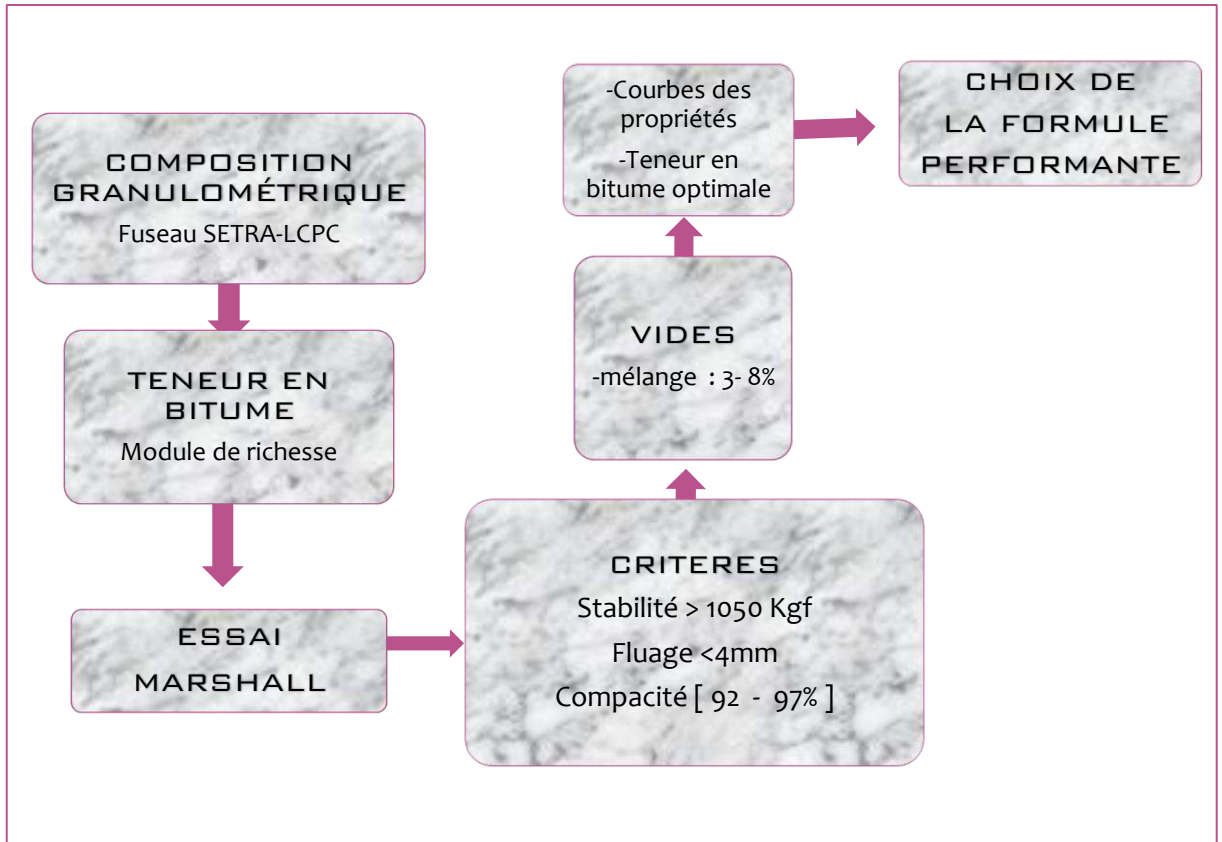 COMPOSITION
GRANULOMÉTRIQUE
Fuseau SETRA-LCPC
TENEUR EN
BITUME
Module de richesse
ESSAI
MARSHALL
CRITERES
Stabilité > 1050 Kgf
Fluage <4mm
Compacité [ 92 - 97% ]
VIDES
-mélange : 3- 8%
-Courbes des
propriétés
-Teneur en
bitume optimale
CHOIX DE
LA FORMULE
PERFORMANTE